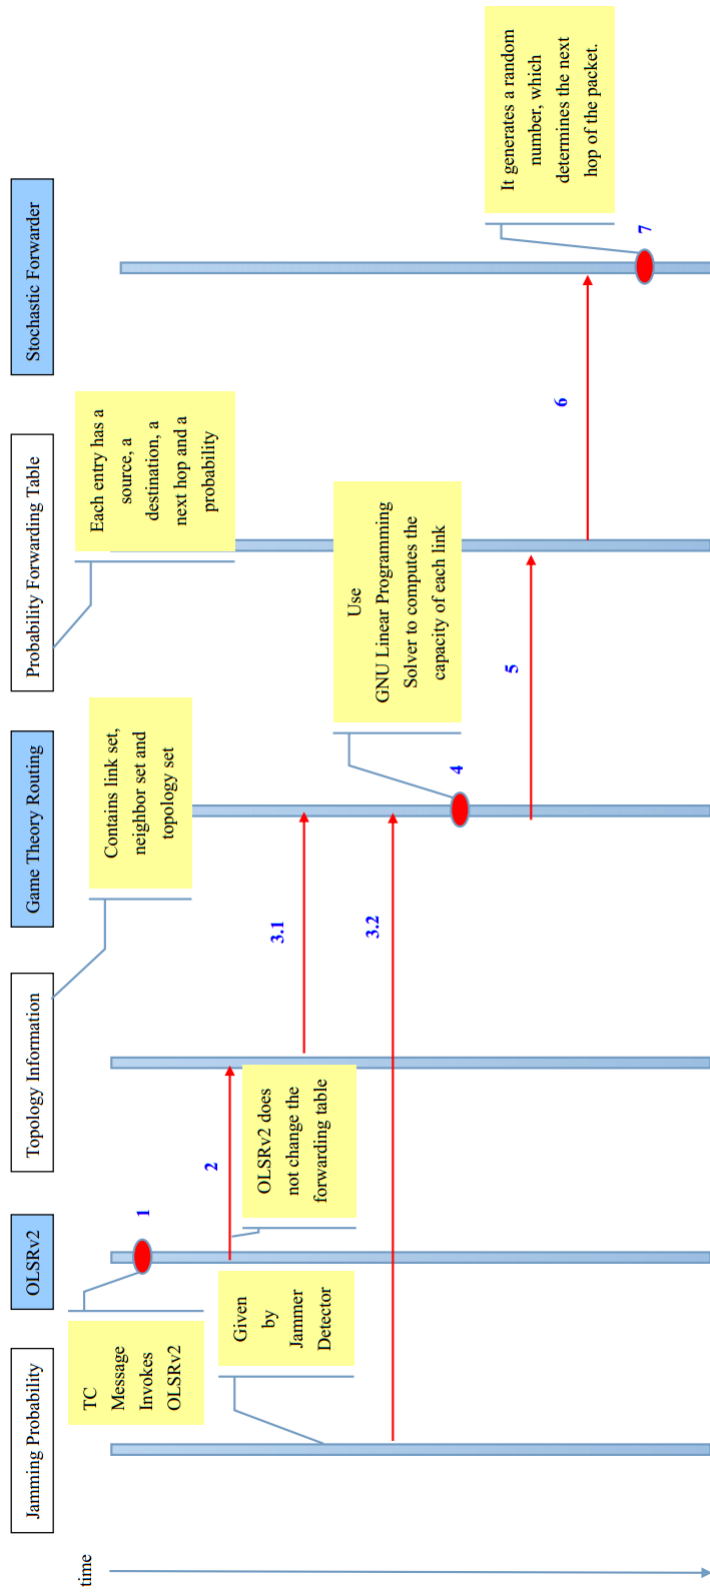 time
Jamming Probability
OLSRv2
Topology Information
Game Theory Routing
Probability Forwarding Table
Stochastic Forwarder
TC
Message
Invokes
OLSRv2
1
Given
by
Jammer
Detector
2
OLSRv2 does
not change the
forwarding table
Contains link set,
neighbor set and
topology set
3.1
3.2
Each entry has a
source, a
destination, a
next hop and a
probability
Use
GNU Linear Programming
Solver to computes the
capacity of each link
4
5
6
It generates a random
number, which
determines the next
hop of the packet.
7